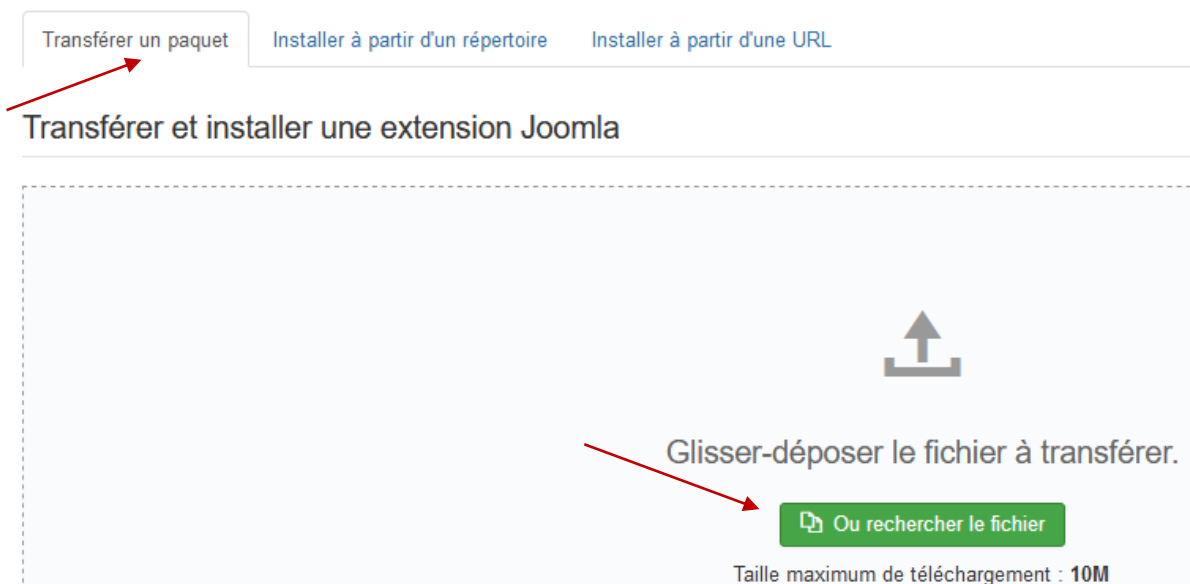 Transférer un paquet Installer à partir d'un répertoire Installer à partir d'une URL
Transférer et installer une extension Joomla
Glisser-déposer le fichier à transférer.
Ou rechercher le fichier
Taille maximum de téléchargement : 10M